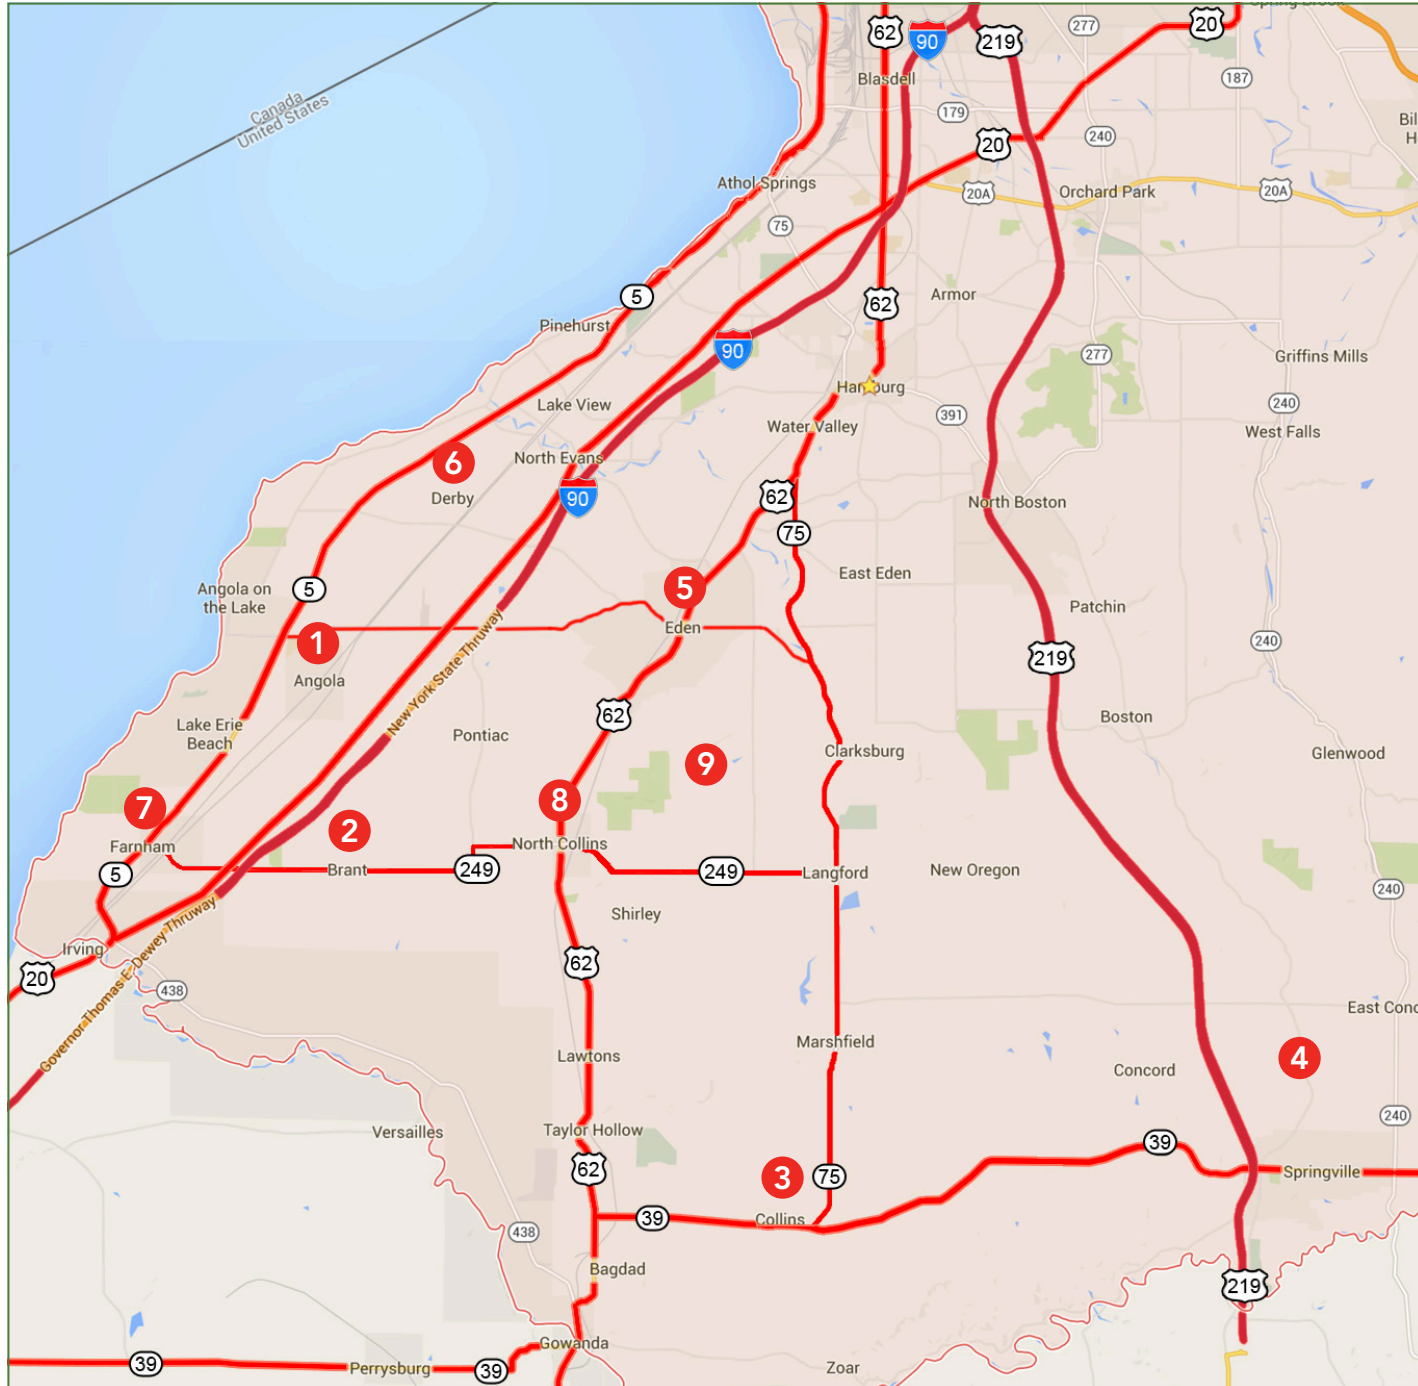 Spring Brook
62
90
219
277
20
Blasdell
187
Canada
United States
179
20
240
Athol Springs
20A
Orchard Park
20A
75
5
62
Armor
Pinehurst
90
277
Griffins Mills
Hamburg
240
Lake View
391
Water Valley
West Falls
North Evans
6
Derby
90
62
North Boston
75
East Eden
Angola on
the Lake
5
5
Patchin
Eden
1
240
New York State Thruway
219
Angola
62
Lake Erie
Beach
Pontiac
Boston
9
Clarksburg
Glenwood
7
8
2
Farnham
North Collins
5
Brant
249
249
Langford
New Oregon
240
Shirley
Irving
Governor Thomas E. Dewey Thruway
62
20
438
East Conc
Marshfield
Lawtons
4
Concord
240
Versailles
Taylor Hollow
39
62
3
75
Springville
39
Collins
438
Bagdad
219
Gowanda
39
Perrysburg
39
Zoar